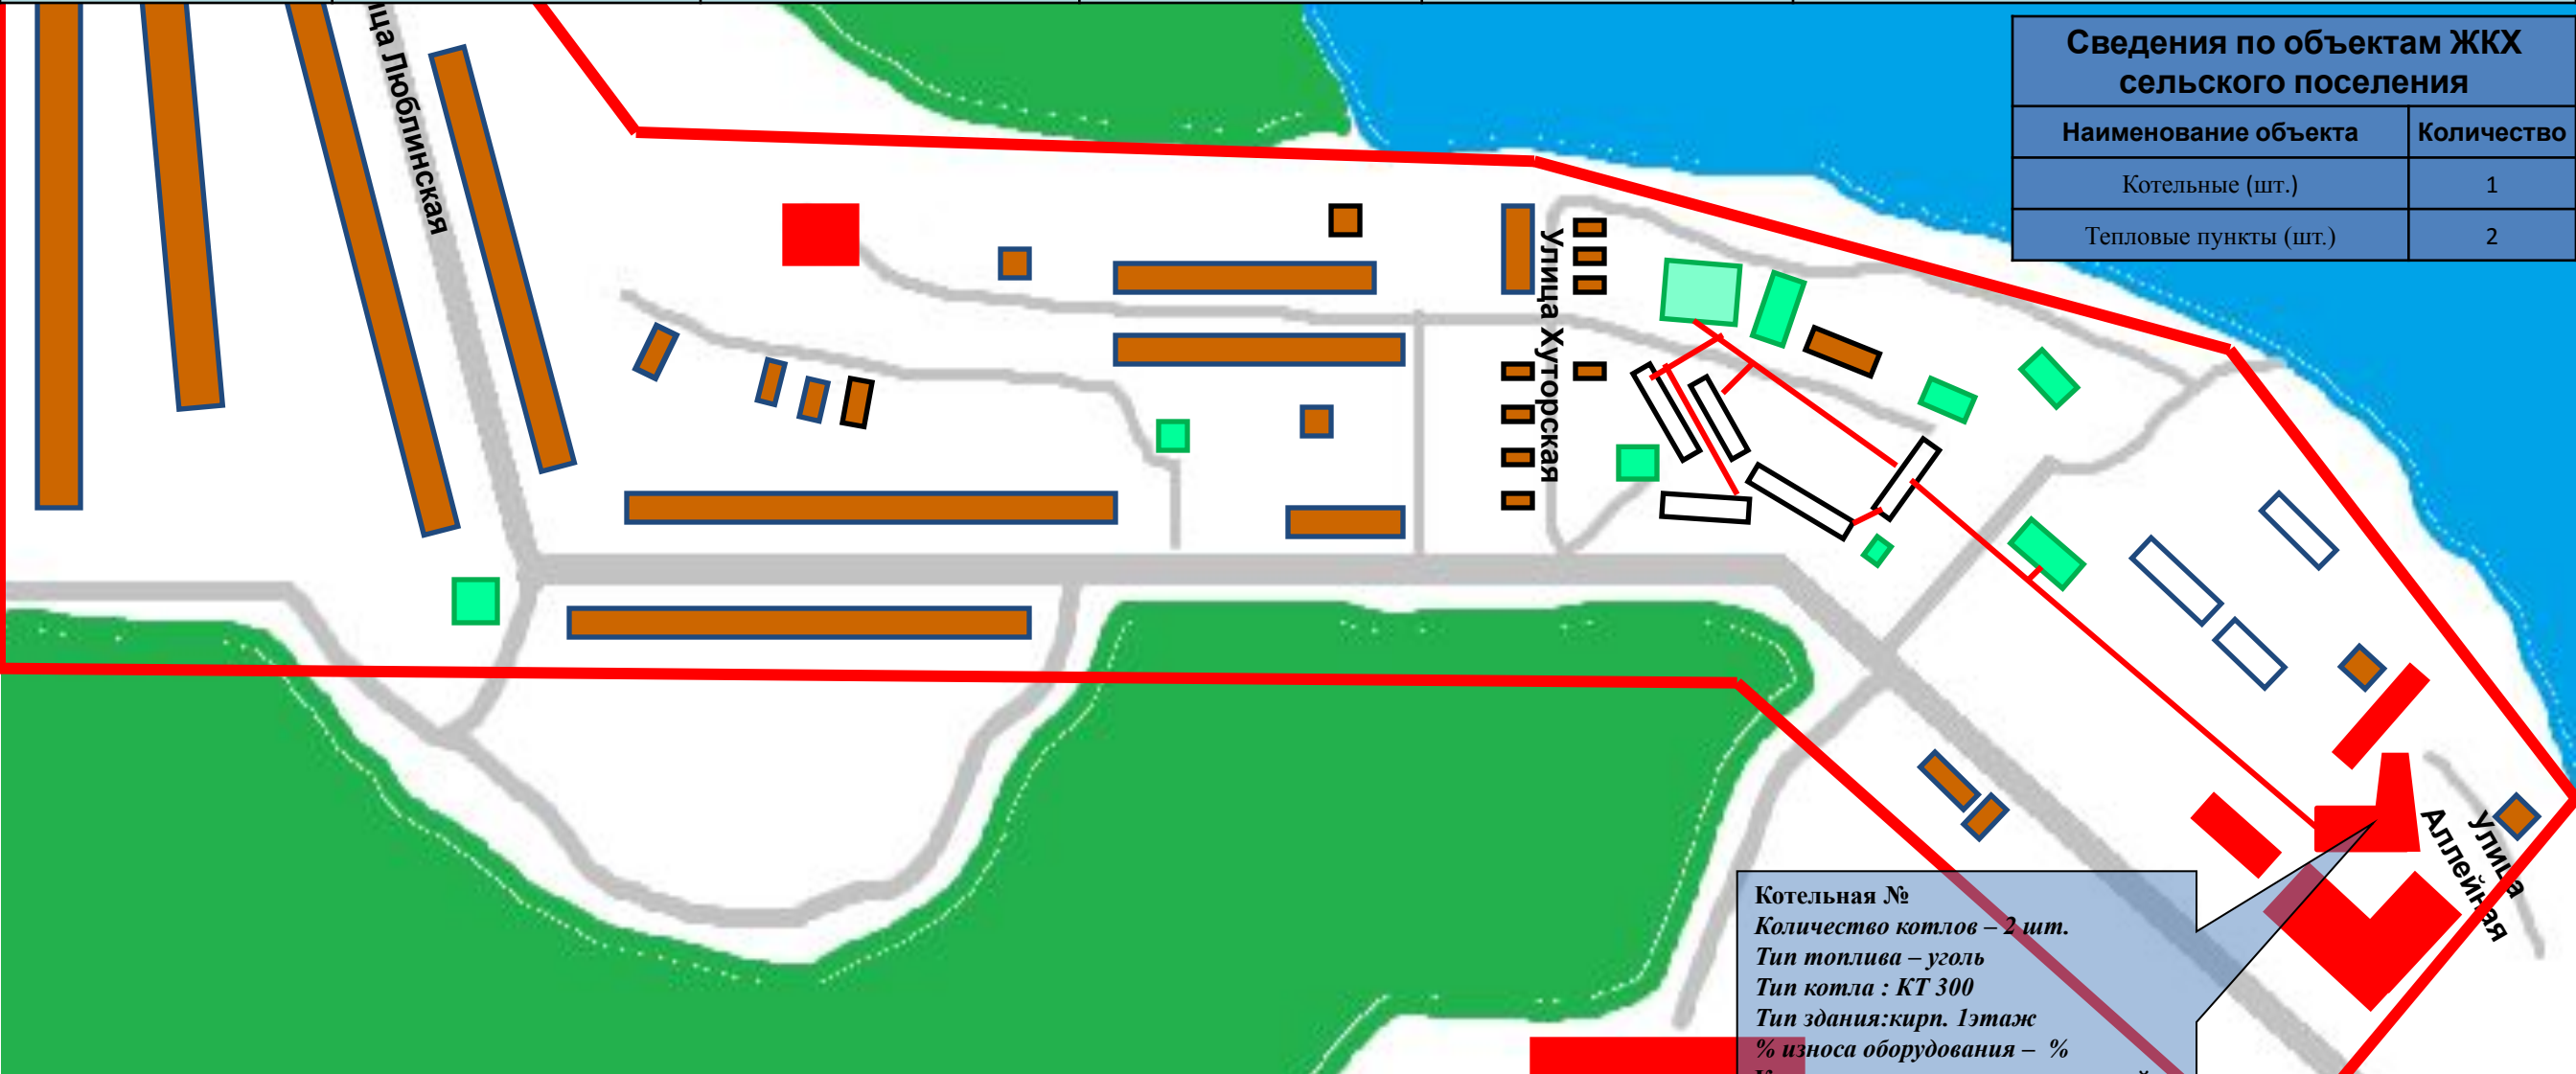 Сведения по объектам ЖКХ
сельского поселения
Наименование объекта
Количество
Котельные (шт.)
1
Тепловые пункты (шт.)
2
Люблинская
Улица Хуторская
Улица
Аллейная
Котельная №
Количество котлов – 2 шт.
Тип топлива – уголь
Тип котла : КТ 300
Тип здания:кирп. 1этаж
% износа оборудования –  %